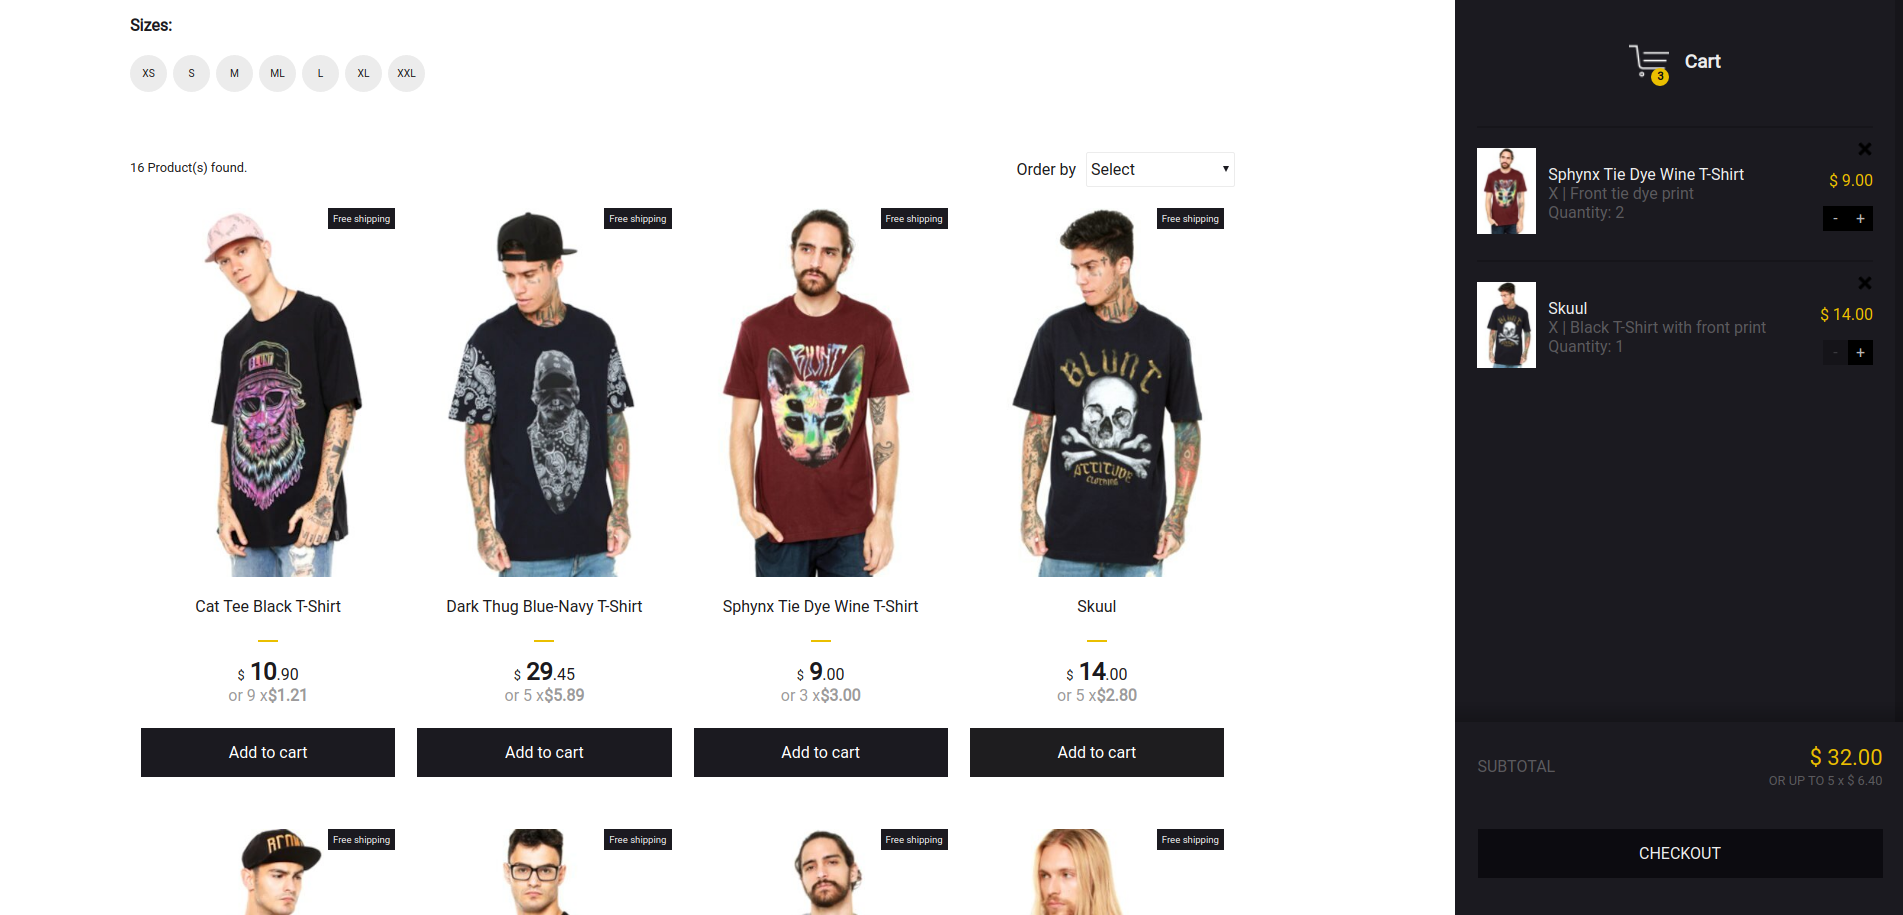 Sizes:
XS S M ML L XL XXL
16 Product(s) found.
Order by Select
Free shipping
Free shipping
Free shipping
Free shipping
BLUNT
BLUNT
BLUNT
ATTITUDE
CLOTHING
Cat Tee Black T-Shirt
Dark Thug Blue-Navy T-Shirt
Sphynx Tie Dye Wine T-Shirt
Skuul
$ 10.90
or 9 x$1.21
$ 29.45
or 5 x$5.89
$ 9.00
or 3 x$3.00
$ 14.00
or 5 x$2.80
Add to cart
Add to cart
Add to cart
Add to cart
Free shipping
Free shipping
Free shipping
Free shipping
3
Cart
Sphynx Tie Dye Wine T-Shirt
X | Front tie dye print
Quantity: 2
$ 9.00
- +
Skuul
X | Black T-Shirt with front print
Quantity: 1
$ 14.00
- +
SUBTOTAL
$ 32.00
OR UP TO 5 x $ 6.40
CHECKOUT